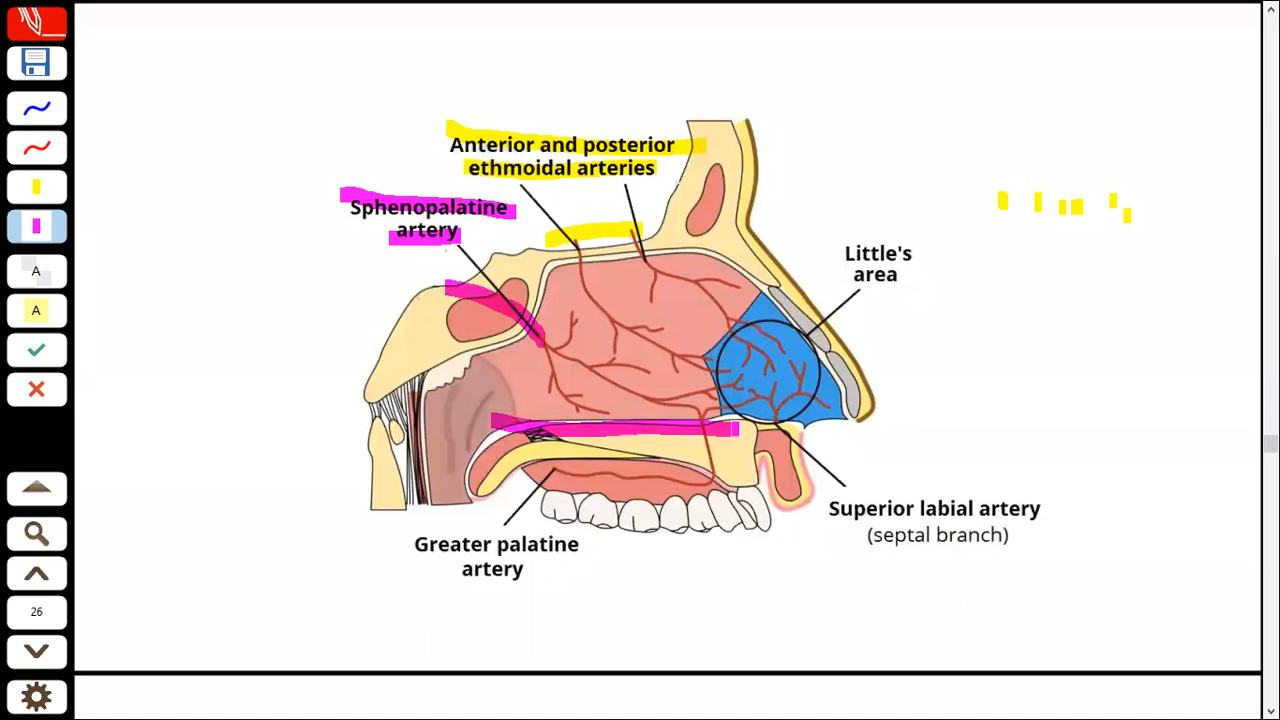 Anterior and posterior
ethmoidal arteries
Sphenopalatine
artery
Little's
area
Superior labial artery
(septal branch)
Greater palatine
artery
A
A
26